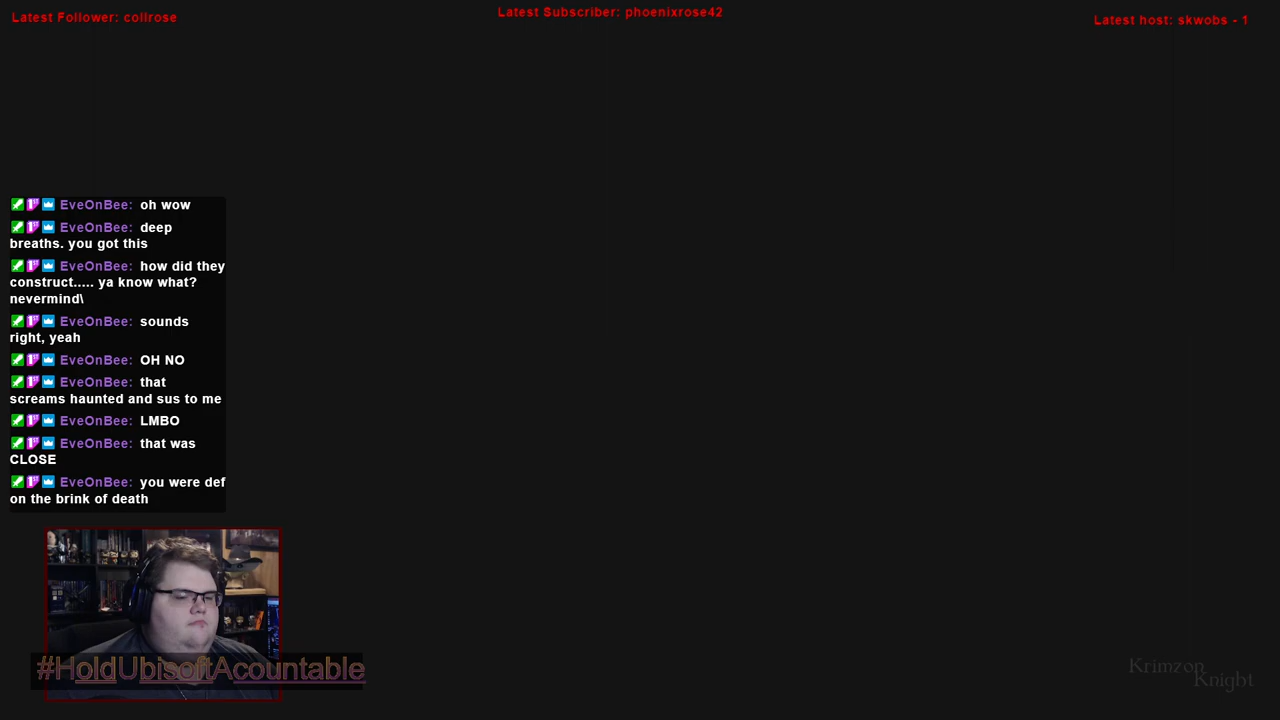 Latest Follower: collrose
Latest Subscriber: phoenixrose42
Latest host: skwobs - 1
EveOnBee: oh wow
EveOnBee: deep
breaths. you got this
EveOnBee: how did they
construct..... ya know what?
nevermind\
EveOnBee: sounds
right, yeah
EveOnBee: OH NO
EveOnBee: that
screams haunted and sus to me
EveOnBee: LMBO
EveOnBee: that was
CLOSE
EveOnBee: you were def
on the brink of death
#HoldUbisoftAcountable
Krimzon
Knight